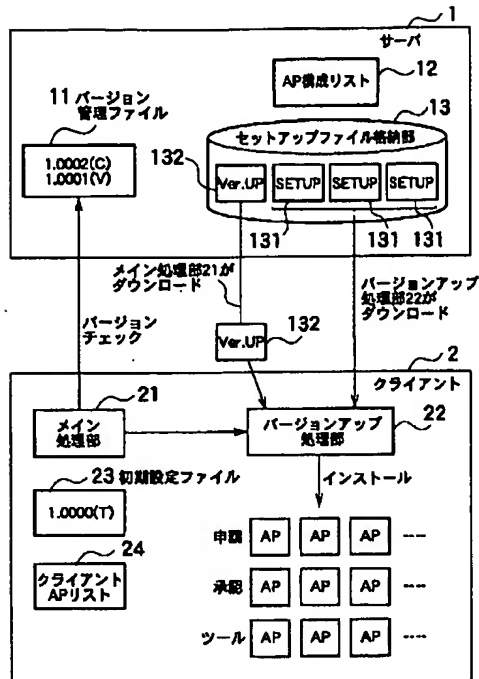 1
サーバ
AP構成リスト
12
11 バージョン
管理ファイル
1.0002(C)
1.0001(V)
13
セットアップファイル格納部
132
Ver.UP
SETUP
SETUP
SETUP
131
131
131
メイン処理部21が
ダウンロード
バージョンアップ
処理部22が
ダウンロード
バージョン
チェック
Ver.UP
132
2
クライアント
21
メイン
処理部
バージョンアップ
処理部
22
23 初期設定ファイル
1.0000(T)
インストール
24
クライアント
APリスト
申請 AP AP AP ----
承認 AP AP AP ----
ツール AP AP AP ----